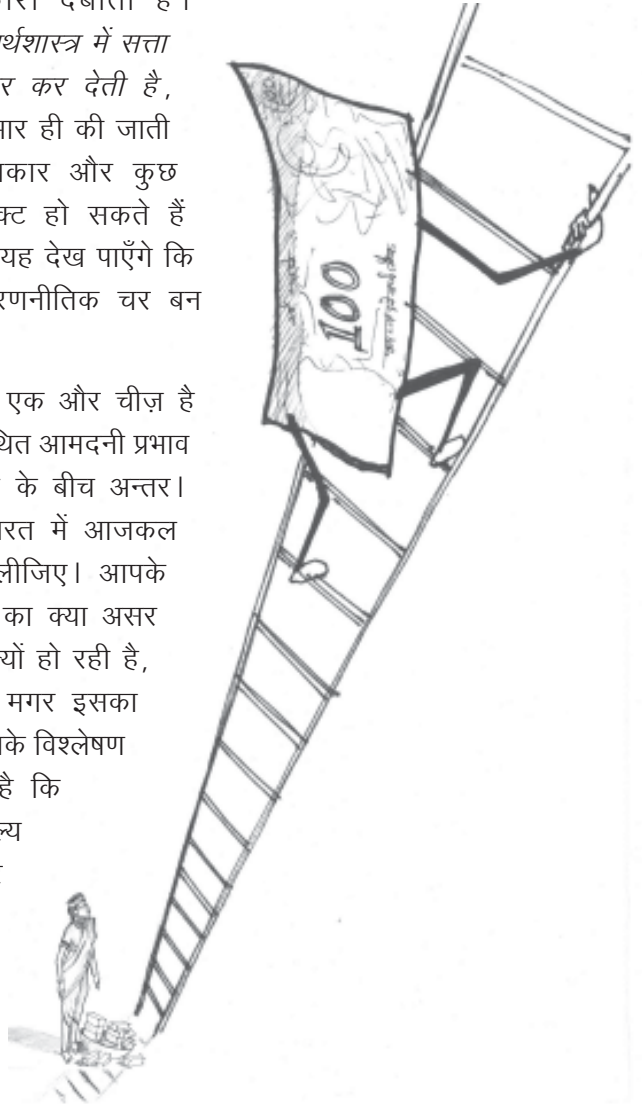 र्थशास्त्र में सत्ता
र कर देती है,
सार ही की जाती
कार और कुछ
क्ट हो सकते हैं
यह देख पाएँगे कि
रणनीतिक चर बन
एक और चीज़ है
थित आमदनी प्रभाव
के बीच अन्तर।
रत में आजकल
लीजिए। आपके
का क्या असर
यों हो रही है,
मगर इसका
के विश्लेषण
है कि
ल्य
100